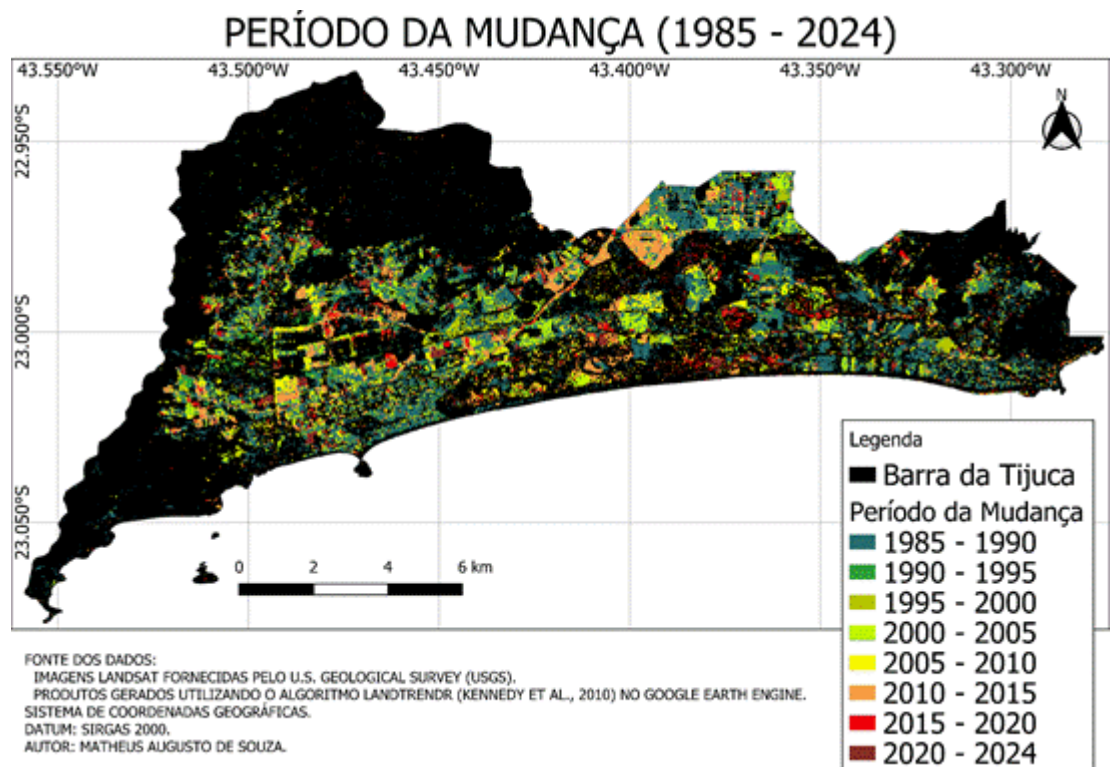 PERÍODO DA MUDANÇA (1985 - 2024)
43.550°W 43.500°W 43.450°W 43.400°W 43.350°W 43.300°W
N
22.950°S
23.000°S
23.050°S
0 2 4 6 km
Legenda
Barra da Tijuca
Período da Mudança
1985 - 1990
1990 - 1995
1995 - 2000
2000 - 2005
2005 - 2010
2010 - 2015
2015 - 2020
2020 - 2024
FONTE DOS DADOS:
IMAGENS LANDSAT FORNECIDAS PELO U.S. GEOLOGICAL SURVEY (USGS).
PRODUTOS GERADOS UTILIZANDO O ALGORITMO LANDTRENDR (KENNEDY ET AL., 2010) NO GOOGLE EARTH ENGINE.
SISTEMA DE COORDENADAS GEOGRÁFICAS.
DATUM: SIRGAS 2000.
AUTOR: MATHEUS AUGUSTO DE SOUZA.